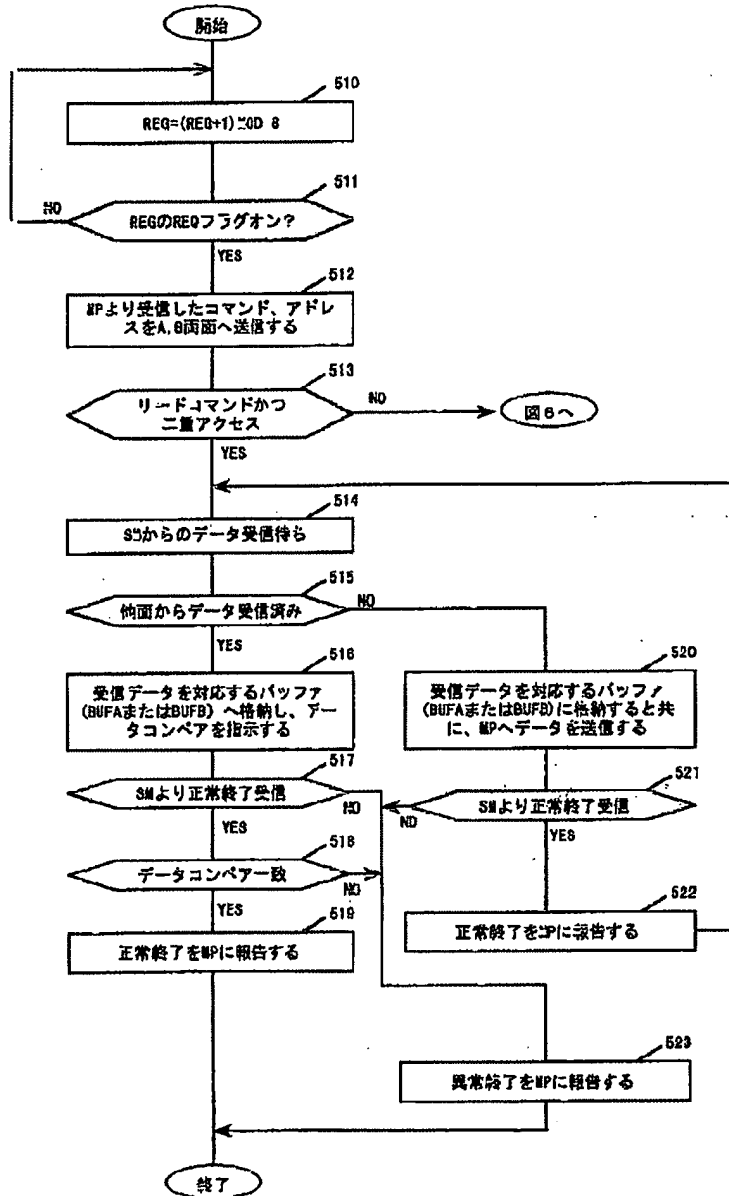 開始
510
REG=(REG+1) MOD 8
511
REGのREQフラグオン?
NO
YES
512
MPより受信したコマンド、アドレ
スをA,B両面へ送信する
513
リードコマンドかつ
二重アクセス
NO
図6へ
YES
514
SMからのデータ受信待ち
515
他面からデータ受信済み
NO
YES
516
受信データを対応するバッファ
(BUFAまたはBUFB)へ格納し、デー
タコンペアを指示する
520
受信データを対応するバッファ
(BUFAまたはBUFB)に格納すると共
に、MPへデータを送信する
517
SMより正常終了受信
NO
YES
521
SMより正常終了受信
NO
YES
518
データコンペア一致
NO
YES
519
正常終了をMPに報告する
522
正常終了をMPに報告する
523
異常終了をMPに報告する
終了